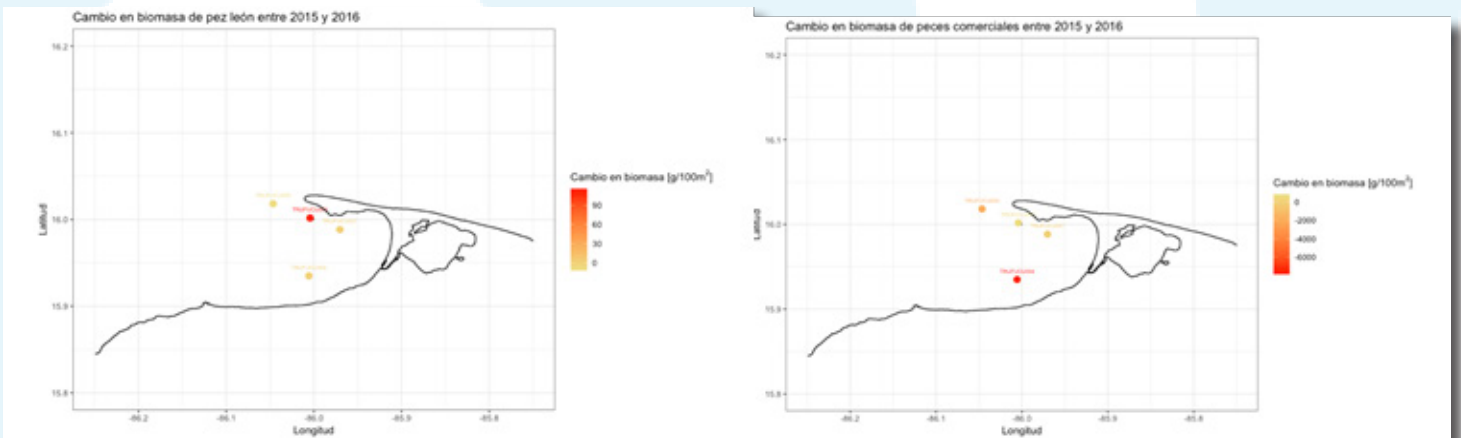 Cambio en biomasa de pez león entre 2015 y 2016
16.2
16.1
16.0
15.9
15.8
Latitud
-86.2 -86.1 -86.0 -85.9 -85.8
Longitud
Cambio en biomasa [g/100m²]
90
60
30
0
Cambio en biomasa de peces comerciales entre 2015 y 2016
16.2
16.1
16.0
15.9
15.8
Latitud
-86.2 -86.1 -86.0 -85.9 -85.8
Longitud
Cambio en biomasa [g/100m²]
0
-2000
-4000
-6000